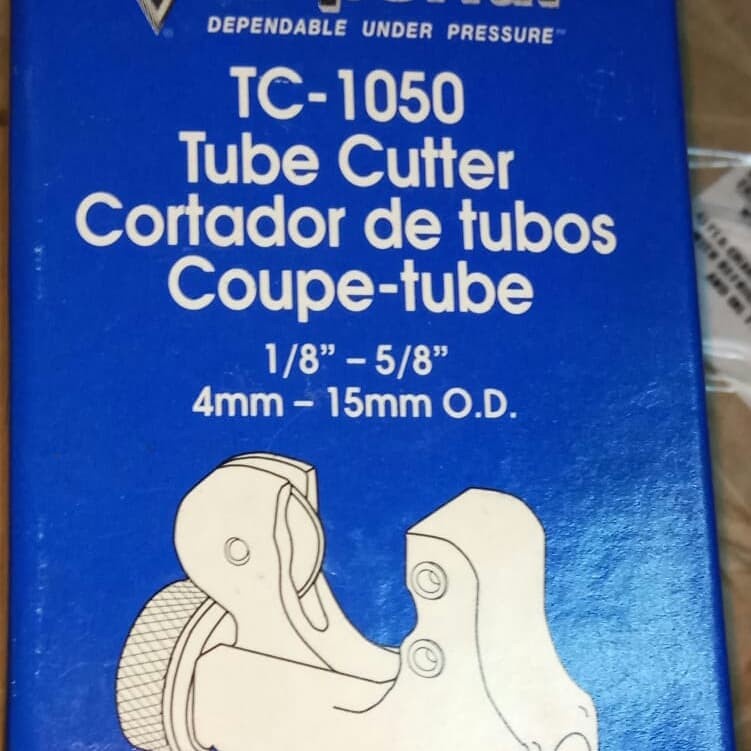 DEPENDABLE UNDER PRESSURE™
TC-1050
Tube Cutter
Cortador de tubos
Coupe-tube
1/8” – 5/8”
4mm – 15mm O.D.